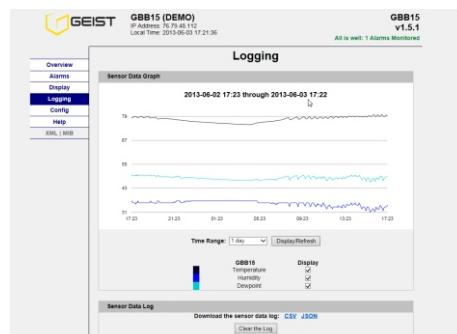 GEIST
GBB15 (DEMO)
IP Address: 76.79.48.112
Local Time: 2013-06-03 17:21:36
GBB15
v1.5.1
All is well: 1 Alarms Monitored
Logging
Overview
Alarms
Display
Logging
Config
Help
XML | MIB
Sensor Data Graph
2013-06-02 17:23 through 2013-06-03 17:22
79
67
55
43
31
17:23 21:23 01:23 05:23 09:23 13:23 17:23
Time Range: 1 day Display/Refresh
GBB15 Display
Temperature
Humidity
Dewpoint
Sensor Data Log
Download the sensor data log: CSV JSON
Clear the Log